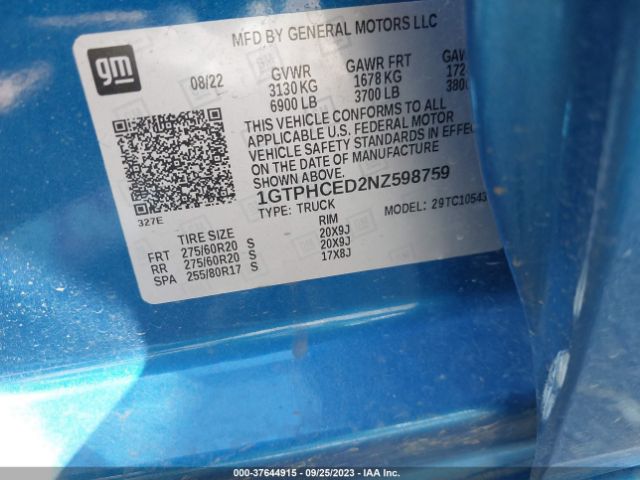 gm
MFD BY GENERAL MOTORS LLC
08/22
GVWR
3130 KG
6900 LB
GAWR FRT
1678 KG
3700 LB
THIS VEHICLE CONFORMS TO ALL
APPLICABLE U.S. FEDERAL MOTOR
VEHICLE SAFETY STANDARDS IN EFFEC
ON THE DATE OF MANUFACTURE
SHOWN ABOVE.
1GTPHCED2NZ598759
TYPE: TRUCK
MODEL: 29TC10543
327E
TIRE SIZE RIM
FRT 275/60R20 S 20X9J
RR 275/60R20 S 20X9J
SPA 255/80R17 S 17X8J
000-37644915 - 09/25/2023 - IAA Inc.